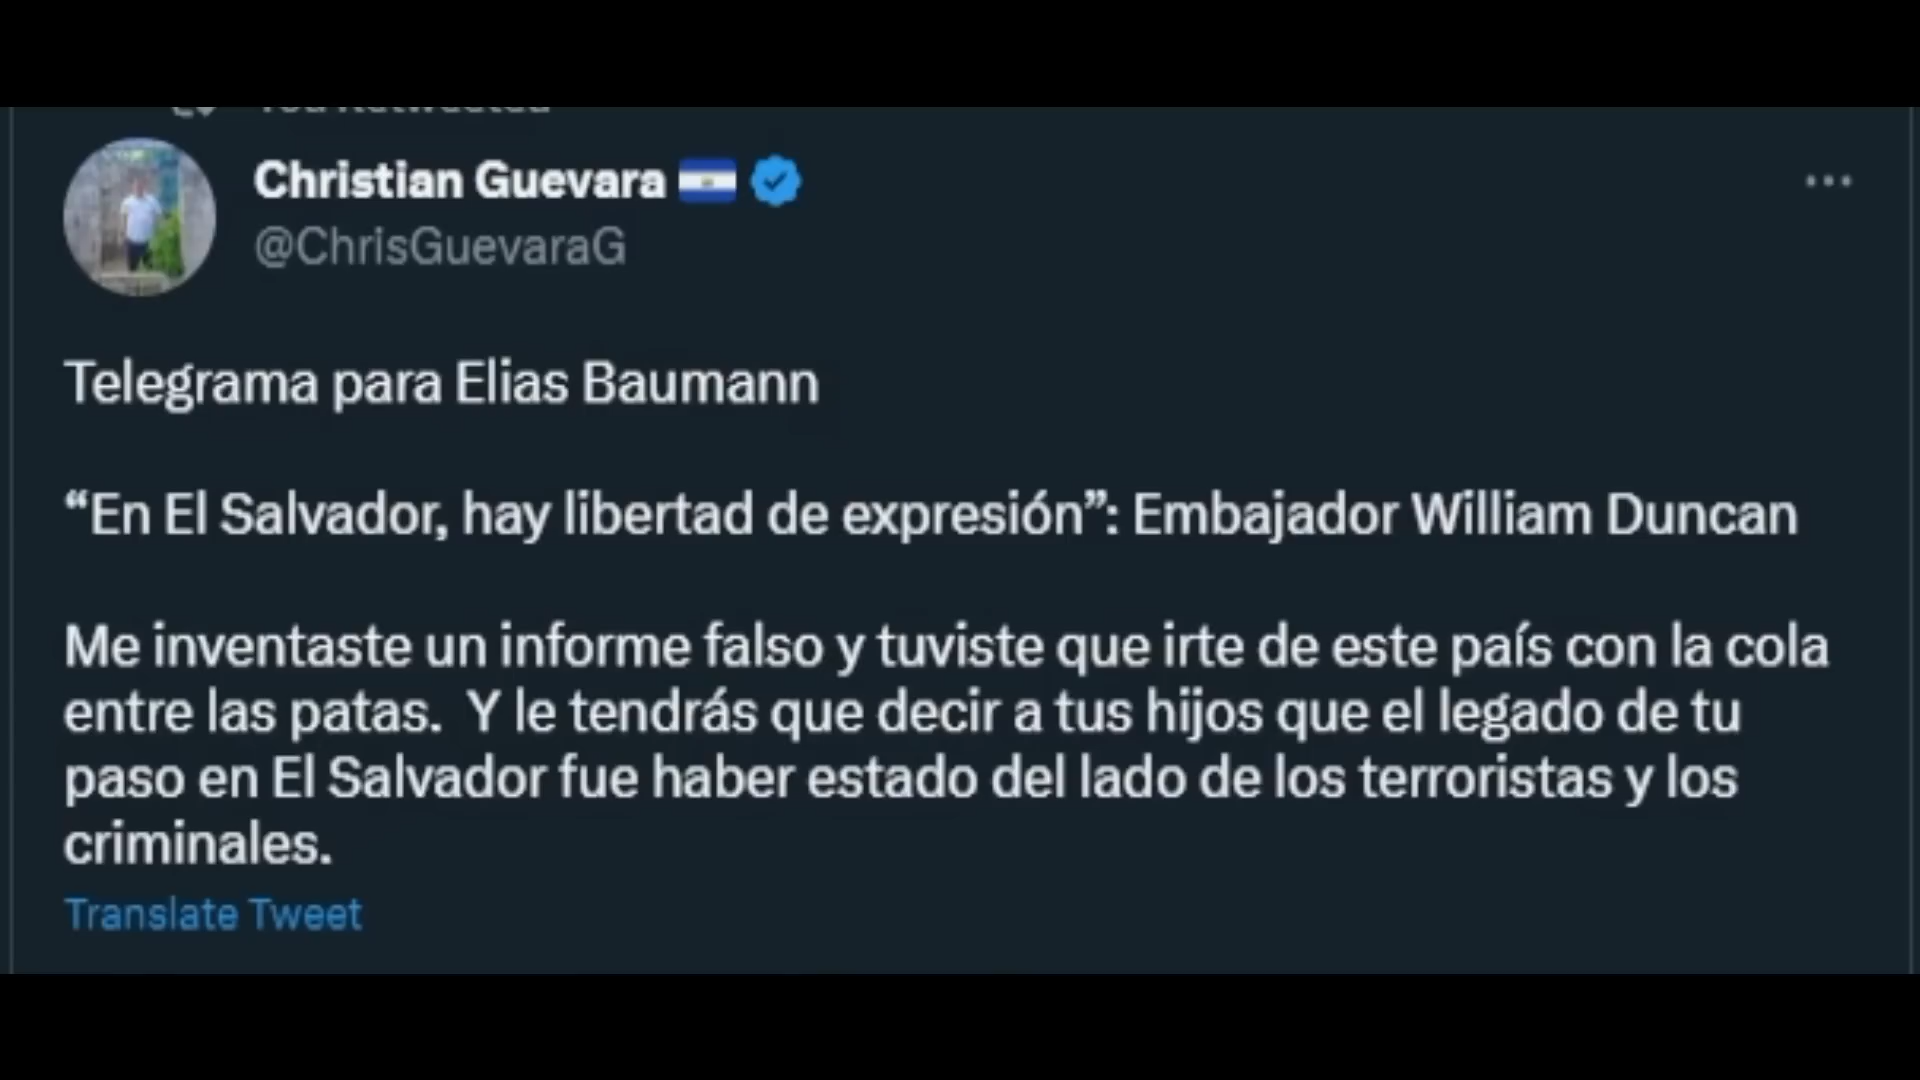 Christian Guevara
@ChrisGuevaraG
Telegrama para Elias Baumann
“En El Salvador, hay libertad de expresión”: Embajador William Duncan
Me inventaste un informe falso y tuviste que irte de este país con la cola
entre las patas. Y le tendrás que decir a tus hijos que el legado de tu
paso en El Salvador fue haber estado del lado de los terroristas y los
criminales.
Translate Tweet